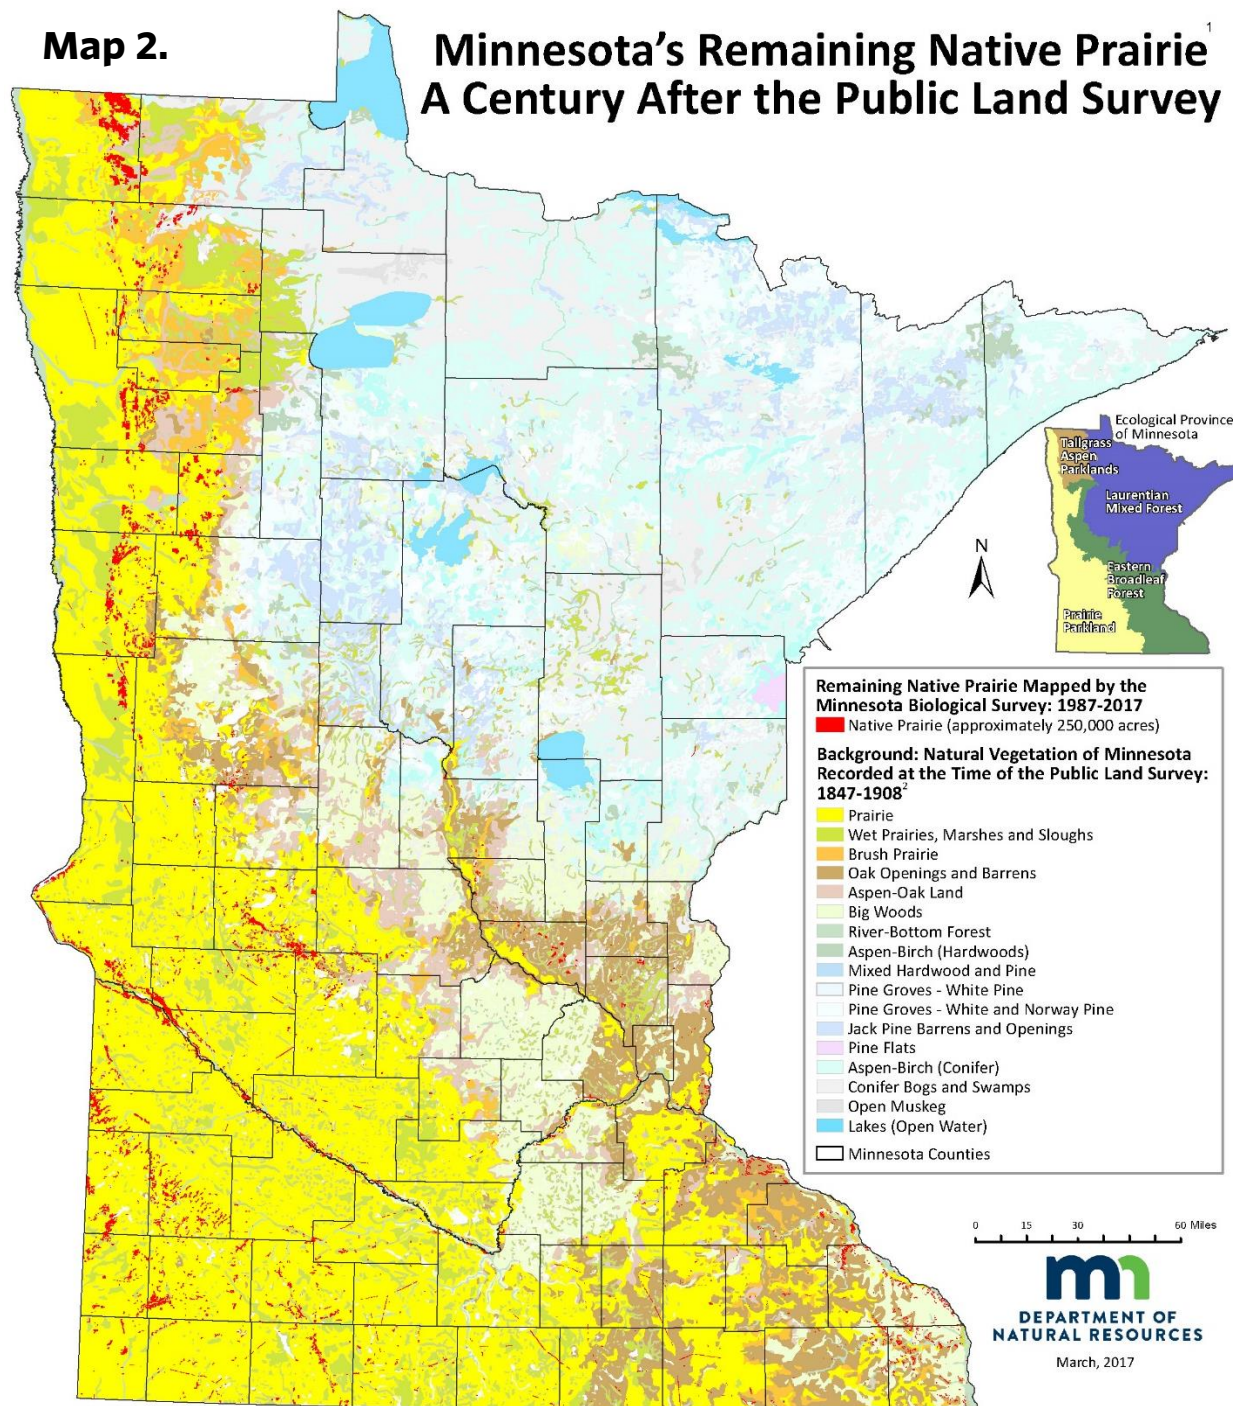 Map 2.
Minnesota's Remaining Native Prairie¹
A Century After the Public Land Survey
Ecological Province
of Minnesota
Tallgrass
Aspen
Parklands
Laurentian
Mixed Forest
Eastern
Broadleaf
Forest
Prairie
Parkland
N
Remaining Native Prairie Mapped by the
Minnesota Biological Survey: 1987-2017
Native Prairie (approximately 250,000 acres)
Background: Natural Vegetation of Minnesota
Recorded at the Time of the Public Land Survey:
1847-1908²
Prairie
Wet Prairies, Marshes and Sloughs
Brush Prairie
Oak Openings and Barrens
Aspen-Oak Land
Big Woods
River-Bottom Forest
Aspen-Birch (Hardwoods)
Mixed Hardwood and Pine
Pine Groves - White Pine
Pine Groves - White and Norway Pine
Jack Pine Barrens and Openings
Pine Flats
Aspen-Birch (Conifer)
Conifer Bogs and Swamps
Open Muskeg
Lakes (Open Water)
Minnesota Counties
0 15 30 60 Miles
mn
DEPARTMENT OF
NATURAL RESOURCES
March, 2017